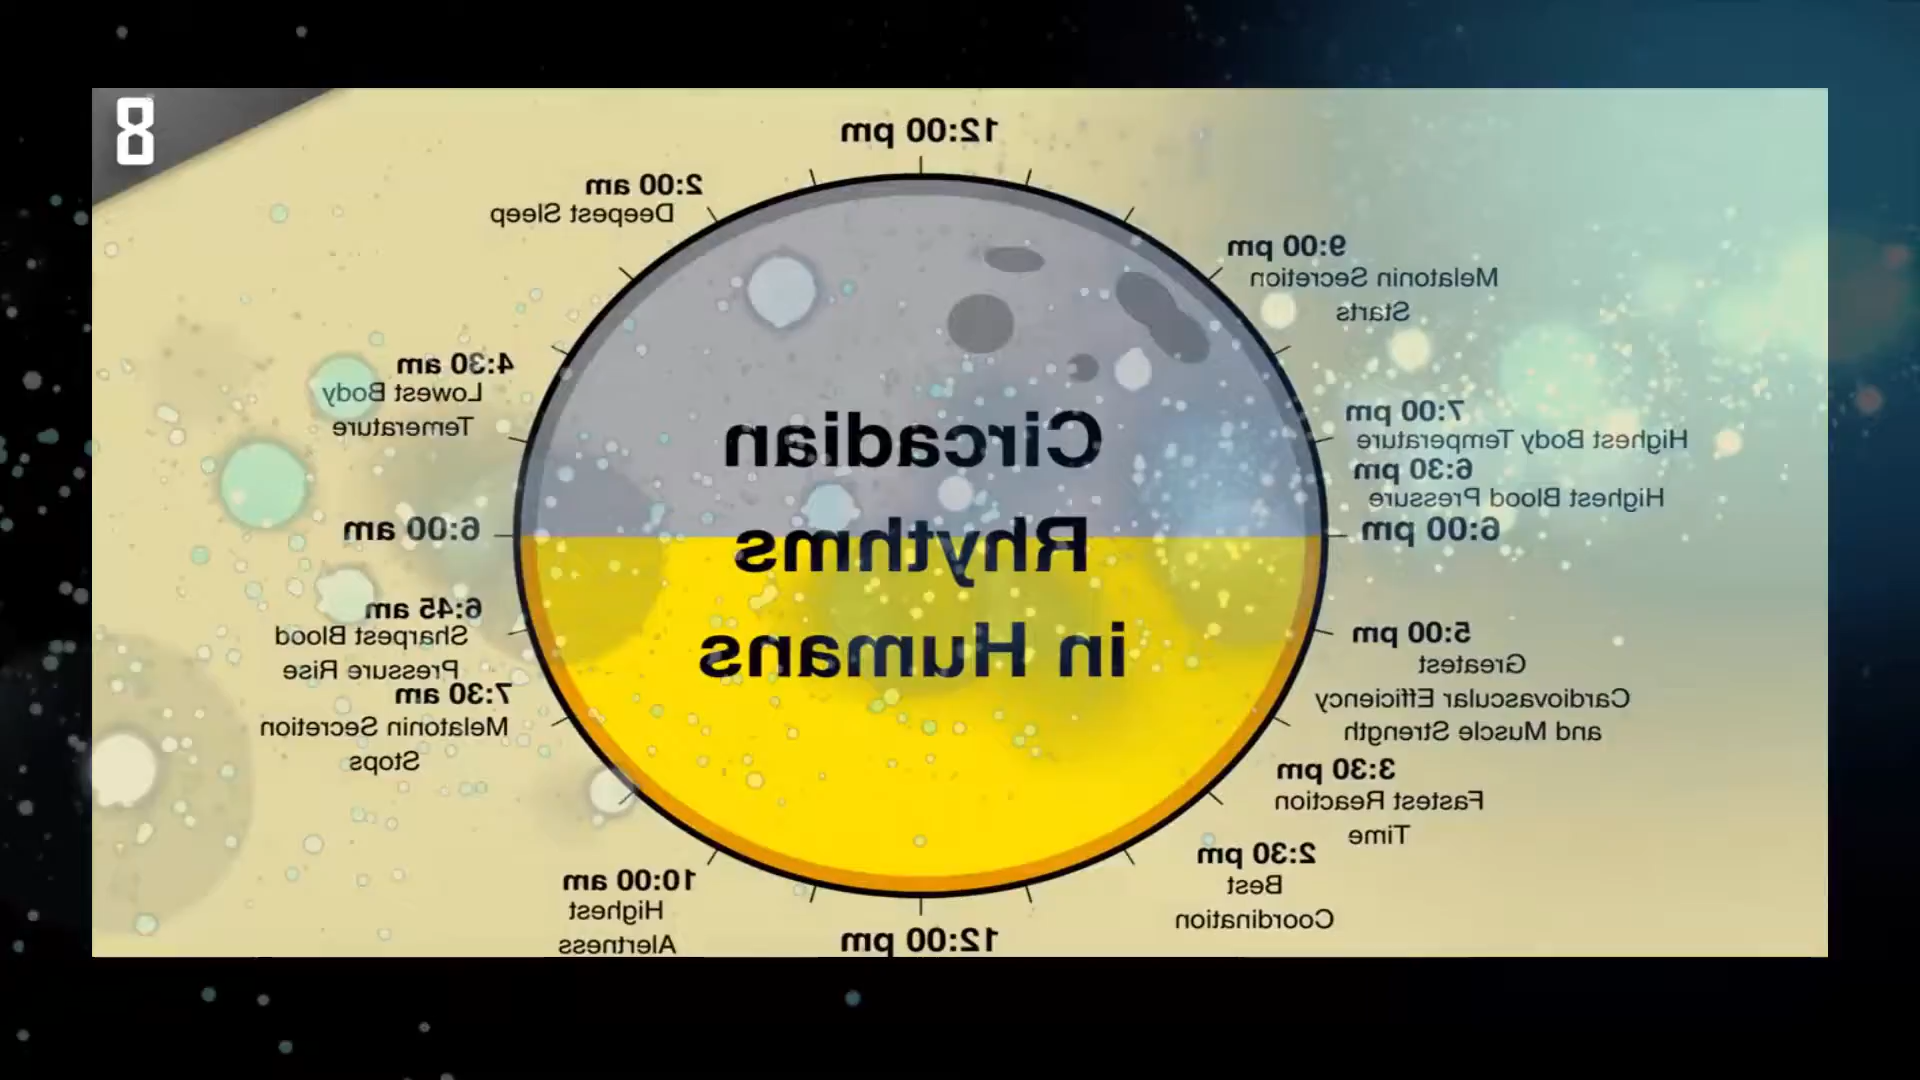 8
12:00 pm
2:00 am
Deepest Sleep
9:00 pm
Melatonin Secretion
Starts
4:30 am
Lowest Body
Temerature
7:00 pm
Highest Body Temperature
6:30 pm
Highest Blood Pressure
6:00 pm
Circadian
Rhythms
in Humans
6:00 am
6:45 am
Sharpest Blood
Pressure Rise
7:30 am
Melatonin Secretion
Stops
5:00 pm
Greatest
Cardiovascular Efficiency
and Muscle Strength
3:30 pm
Fastest Reaction
Time
2:30 pm
Best
Coordination
10:00 am
Highest
Alertness
12:00 pm